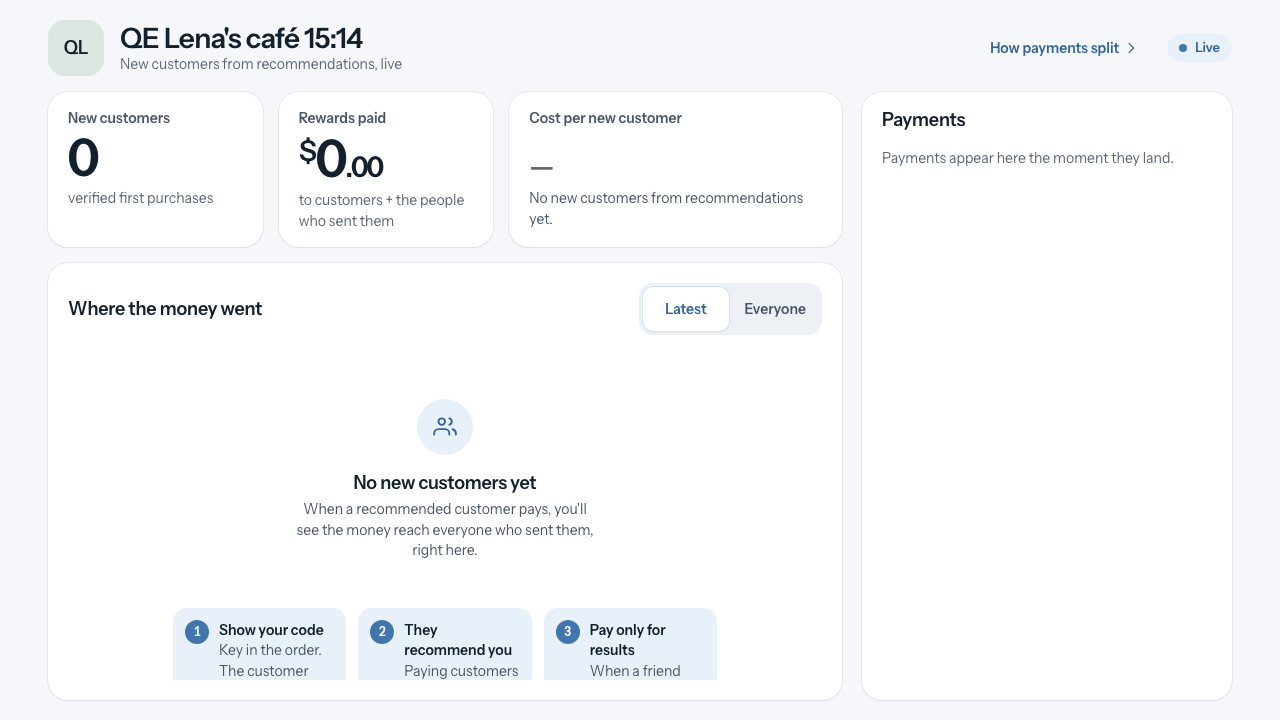 QL
QE Lena's café 15:14
New customers from recommendations, live
How payments split
Live
New customers
0
verified first purchases
Rewards paid
$0.00
to customers + the people
who sent them
Cost per new customer
—
No new customers from recommendations
yet.
Payments
Payments appear here the moment they land.
Where the money went
Latest
Everyone
No new customers yet
When a recommended customer pays, you'll
see the money reach everyone who sent them,
right here.
1
Show your code
Key in the order.
The customer
2
They
recommend you
Paying customers
3
Pay only for
results
When a friend